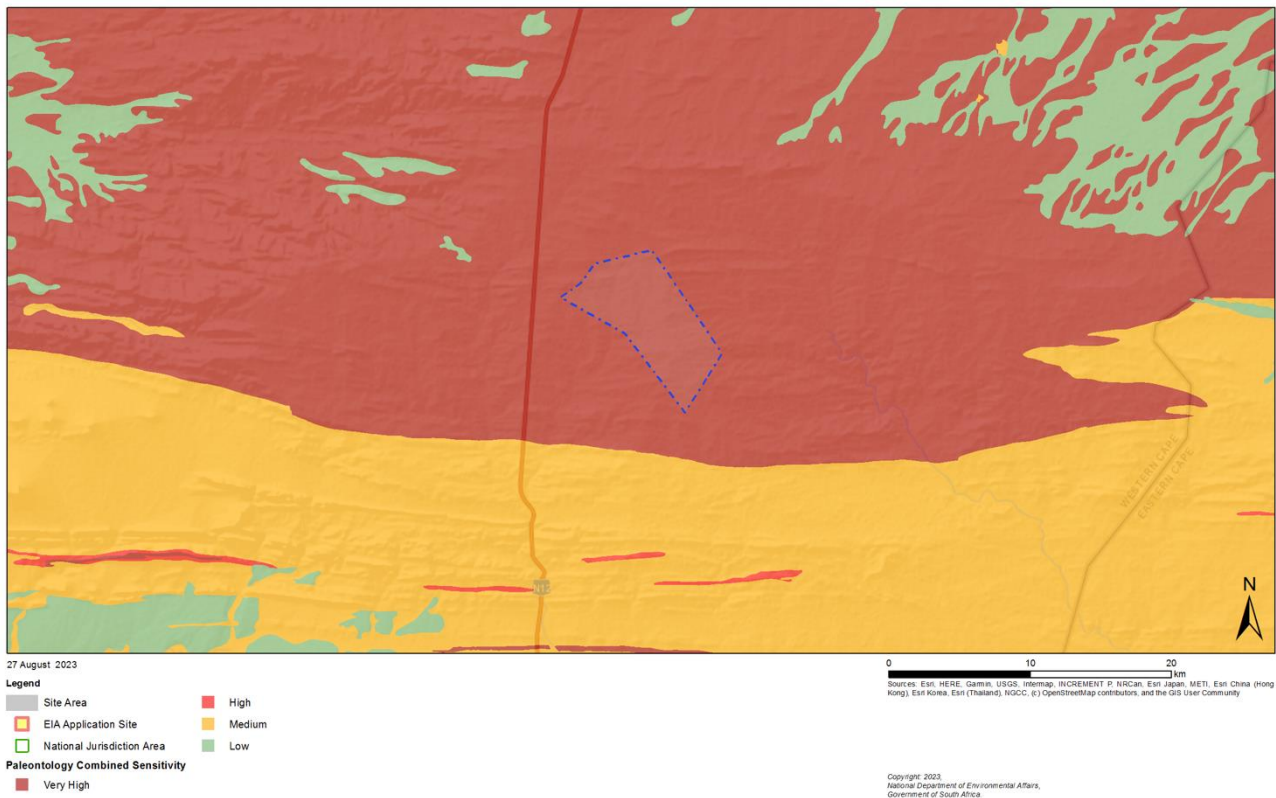 WESTERN CAPE
EASTERN CAPE
N12
N
27 August 2023
0 10 20
km
Sources: Esri, HERE, Garmin, USGS, Intermap, INCREMENT P, NRCan, Esri Japan, METI, Esri China (Hong
Kong), Esri Korea, Esri (Thailand), NGCC, (c) OpenStreetMap contributors, and the GIS User Community
Legend
Site Area
EIA Application Site
National Jurisdiction Area
Paleontology Combined Sensitivity
Very High
High
Medium
Low
Copyright: 2023,
National Department of Environmental Affairs,
Government of South Africa.